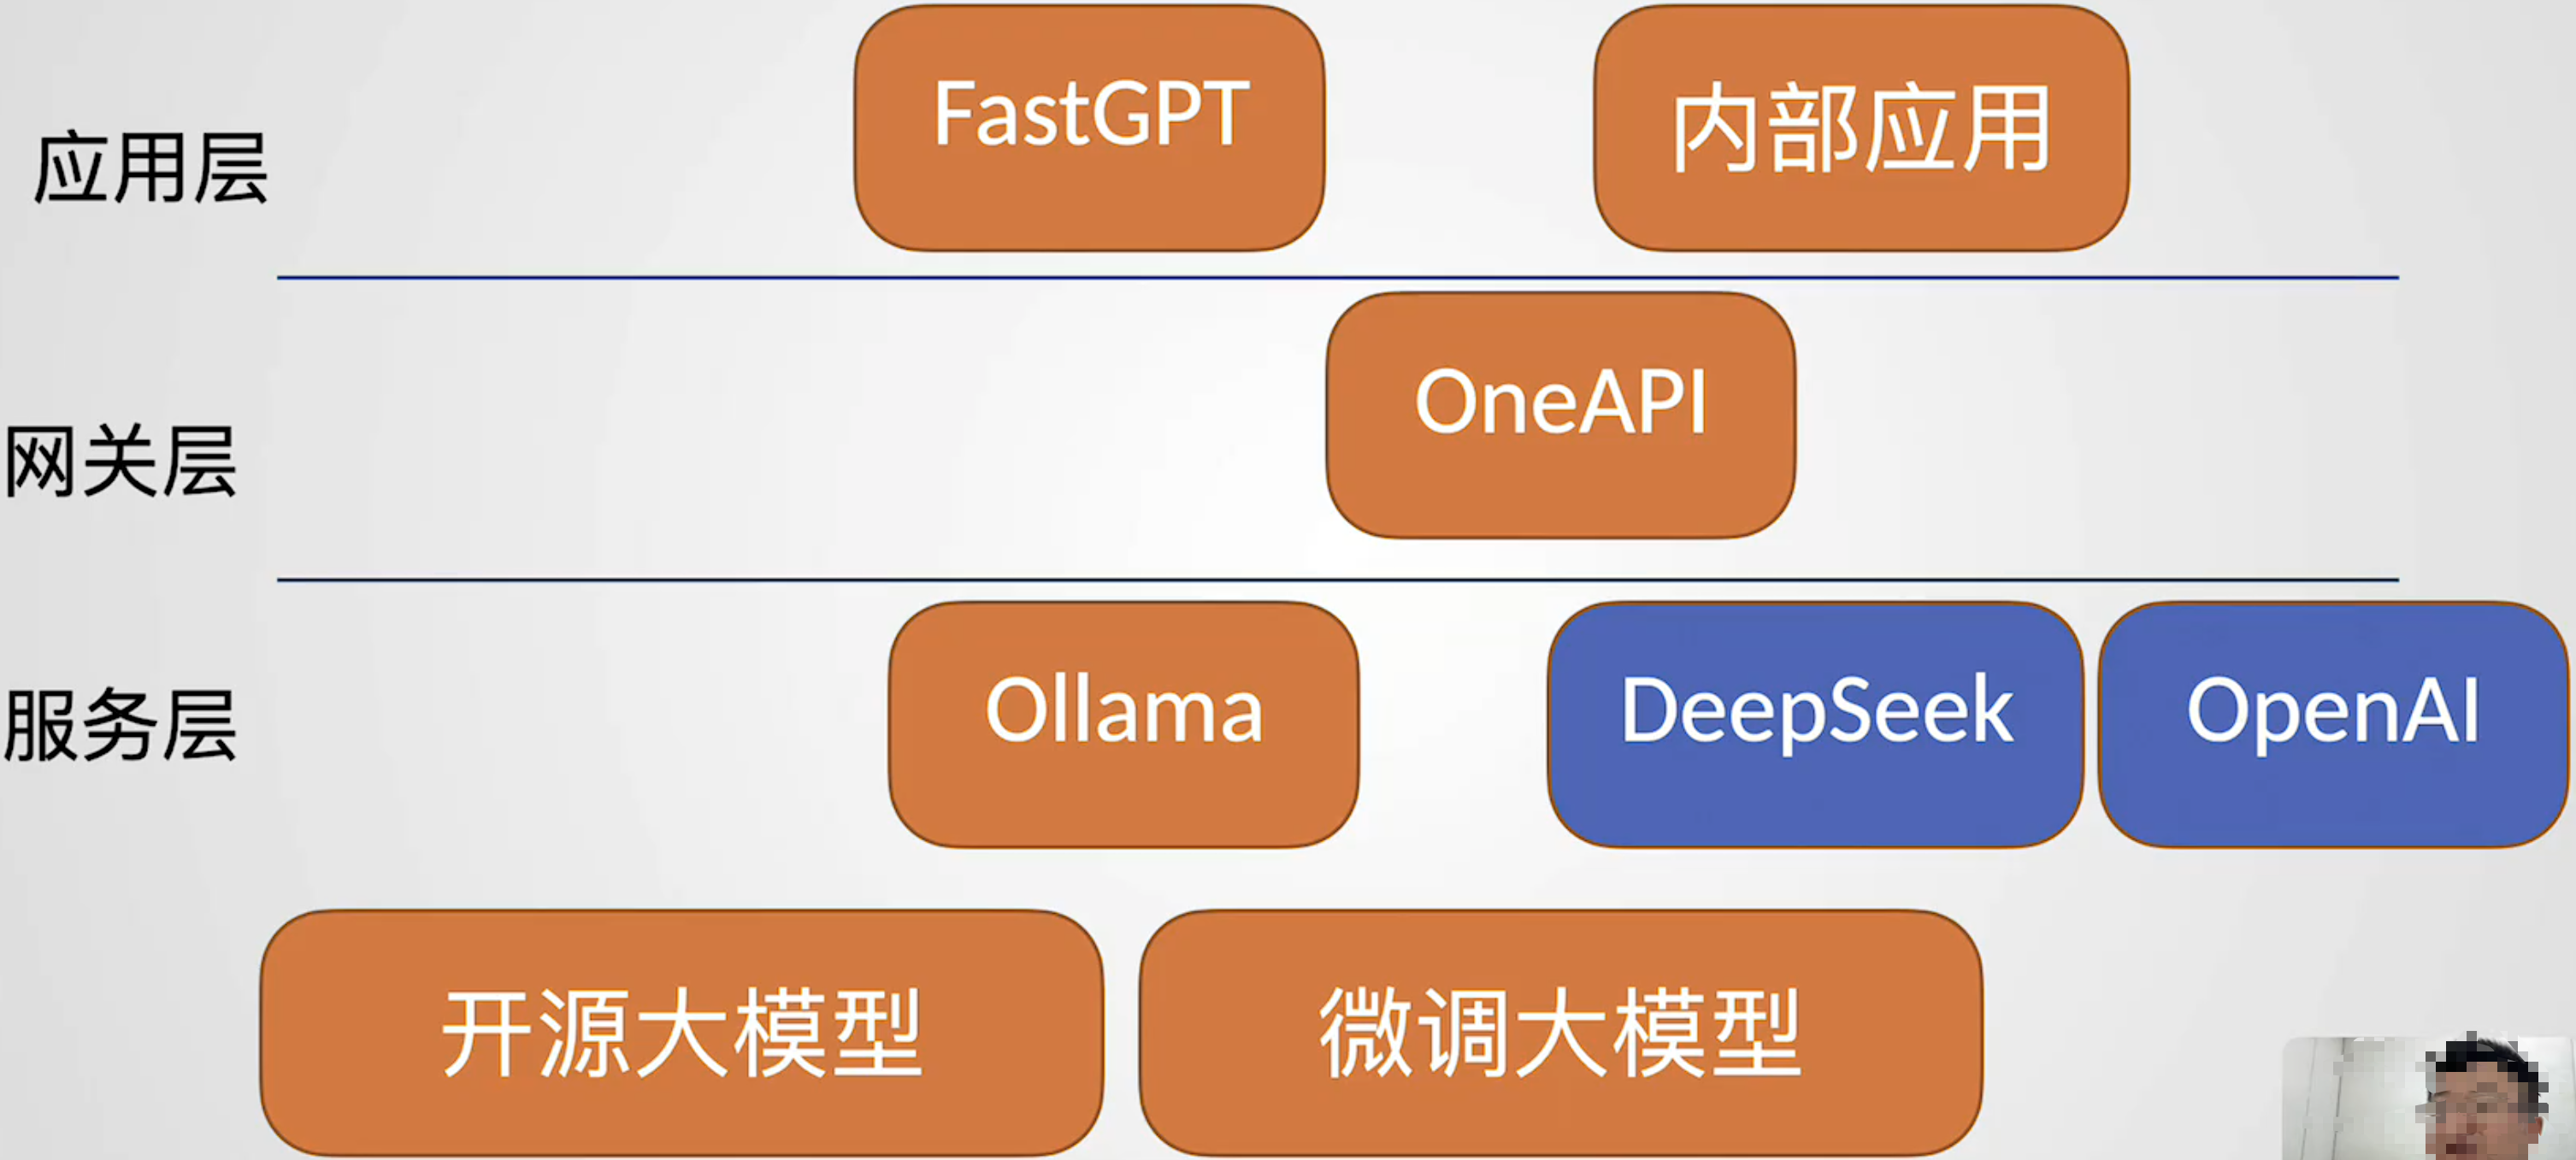 应用层
FastGPT
内部应用
网关层
OneAPI
服务层
Ollama
DeepSeek
OpenAI
开源大模型
微调大模型